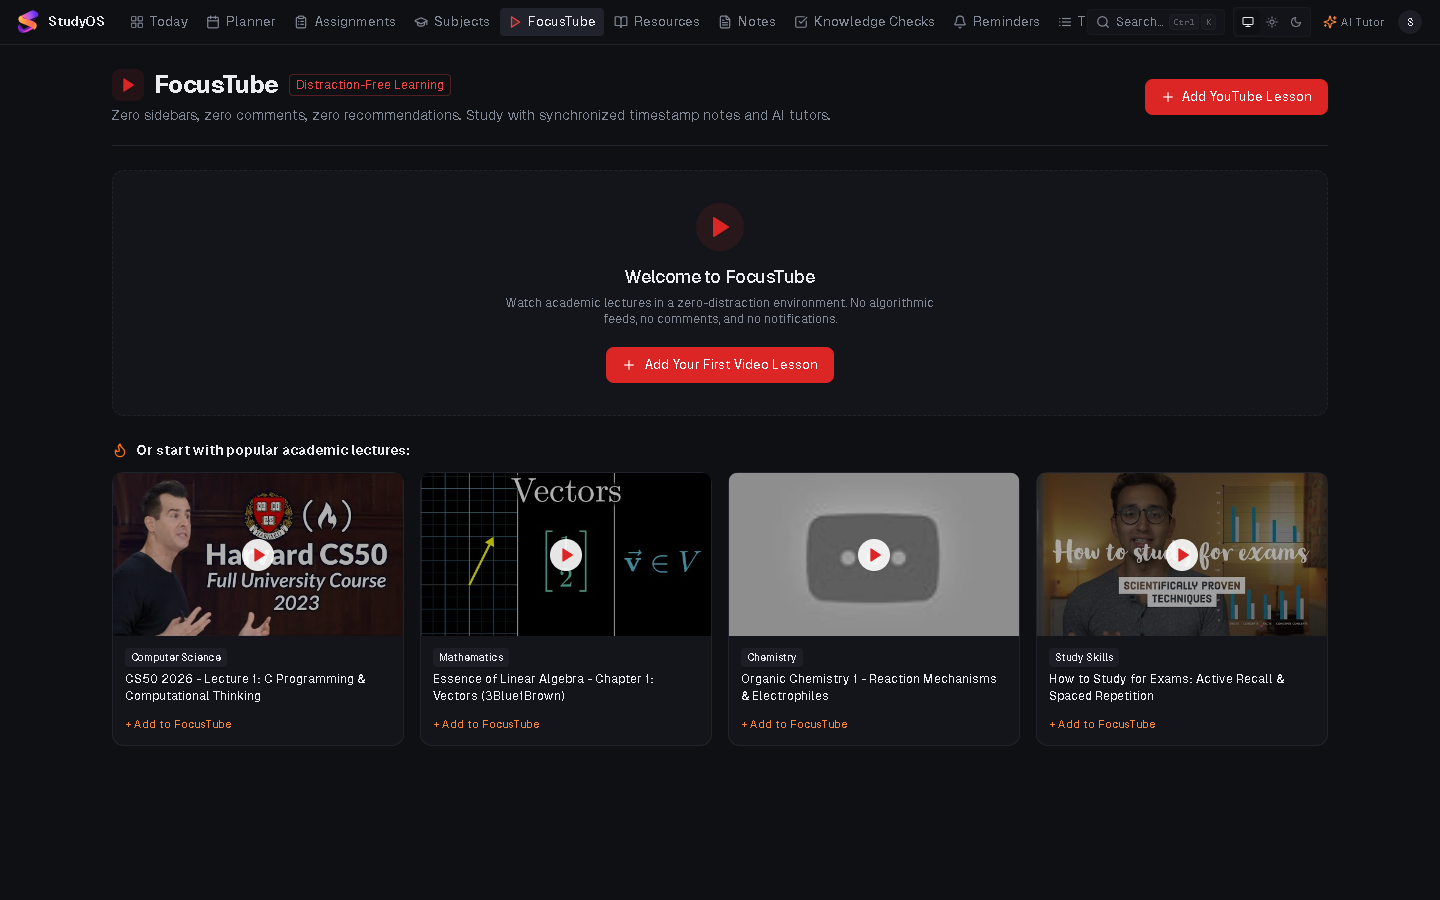 StudyOS
Today
Planner
Assignments
Subjects
FocusTube
Resources
Notes
Knowledge Checks
Reminders
T
Search...
Ctrl
K
AI Tutor
S
FocusTube
Distraction-Free Learning
Zero sidebars, zero comments, zero recommendations. Study with synchronized timestamp notes and AI tutors.
+ Add YouTube Lesson
Welcome to FocusTube
Watch academic lectures in a zero-distraction environment. No algorithmic
feeds, no comments, and no notifications.
+ Add Your First Video Lesson
Or start with popular academic lectures:
Harvard CS50
Full University Course
2023
Computer Science
CS50 2026 - Lecture 1: C Programming &
Computational Thinking
+ Add to FocusTube
Vectors
2
v⃗ ∈ V
Mathematics
Essence of Linear Algebra - Chapter 1:
Vectors (3Blue1Brown)
+ Add to FocusTube
Chemistry
Organic Chemistry 1 - Reaction Mechanisms
& Electrophiles
+ Add to FocusTube
How to study for exams
SCIENTIFICALLY PROVEN
TECHNIQUES
Study Skills
How to Study for Exams: Active Recall &
Spaced Repetition
+ Add to FocusTube